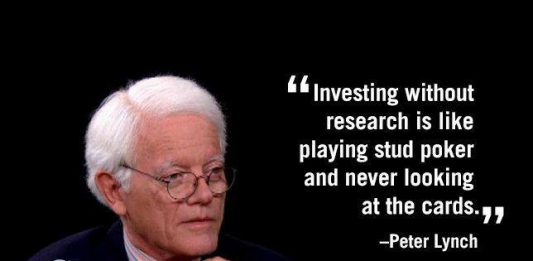 “Investing without
research is like
playing stud poker
and never looking
at the cards.”
–Peter Lynch